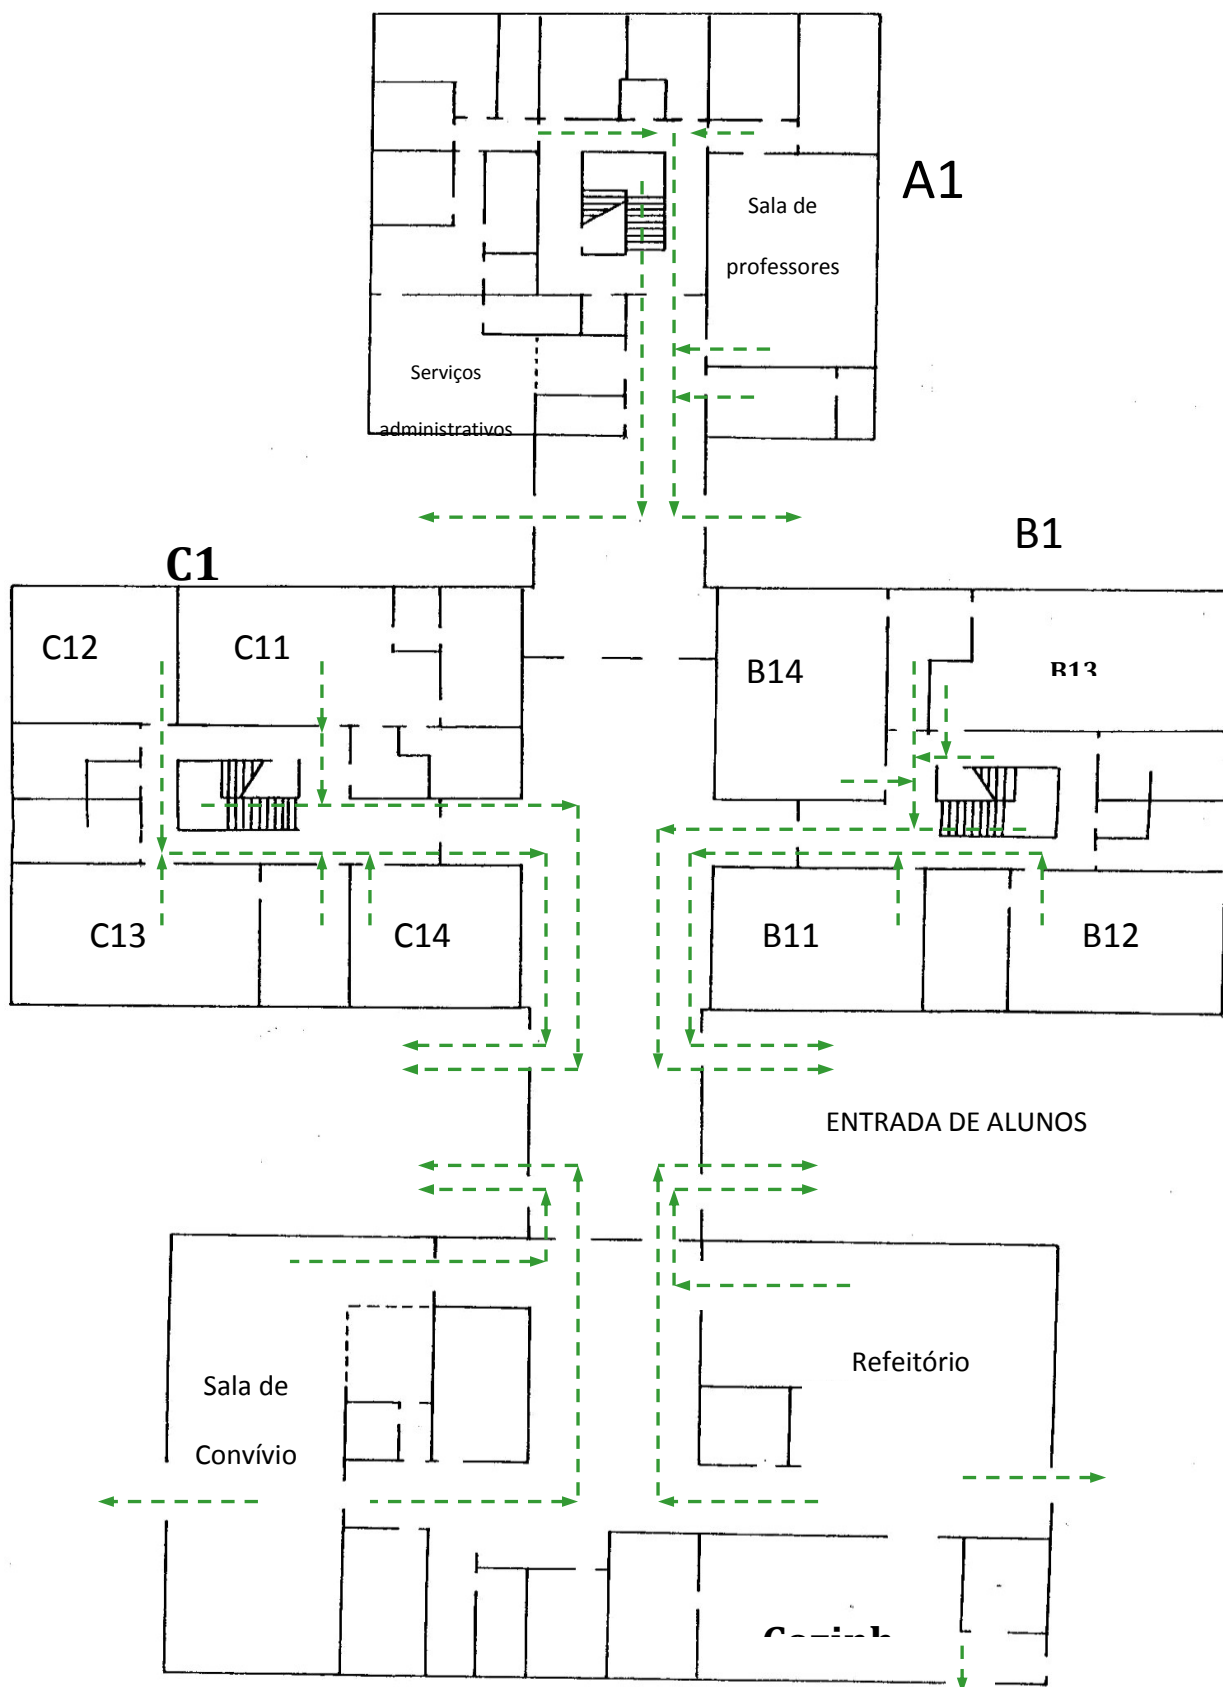 A1
Sala de
professores
Serviços
administrativos
B1
C1
C12
C11
B14
B13
C13
C14
B11
B12
ENTRADA DE ALUNOS
Refeitório
Sala de
Convívio